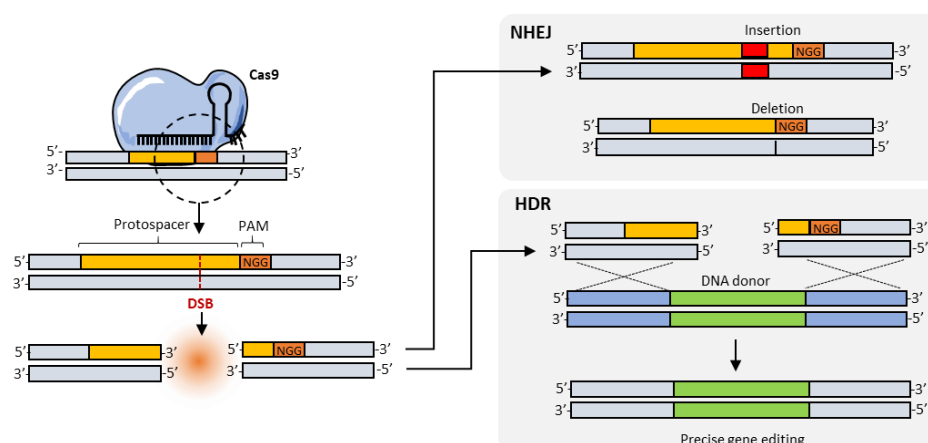 Cas9
5’- -3’
3’- -5’
Protospacer PAM
5’- NGG -3’
3’- -5’
DSB
5’- -3’ 5’- NGG -3’
3’- -5’ 3’- -5’
NHEJ
Insertion
5’- NGG -3’
3’- -5’
Deletion
5’- NGG -3’
3’- -5’
HDR
5’- -3’ 5’- NGG -3’
3’- -5’ 3’- -5’
DNA donor
5’- -3’
3’- -5’
5’- -3’
3’- -5’
Precise gene editing